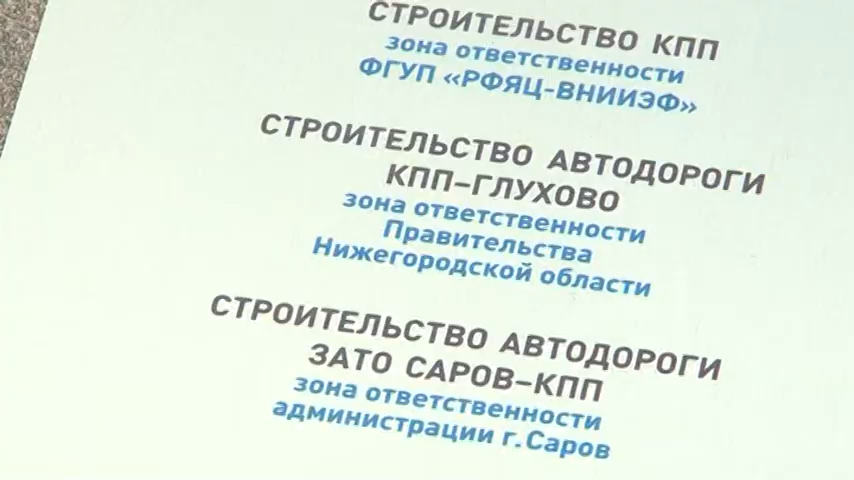 СТРОИТЕЛЬСТВО КПП
зона ответственности
ФГУП «РФЯЦ-ВНИИЭФ»
СТРОИТЕЛЬСТВО АВТОДОРОГИ
КПП-ГЛУХОВО
зона ответственности
Правительства
Нижегородской области
СТРОИТЕЛЬСТВО АВТОДОРОГИ
ЗАТО САРОВ-КПП
зона ответственности
администрации г. Саров